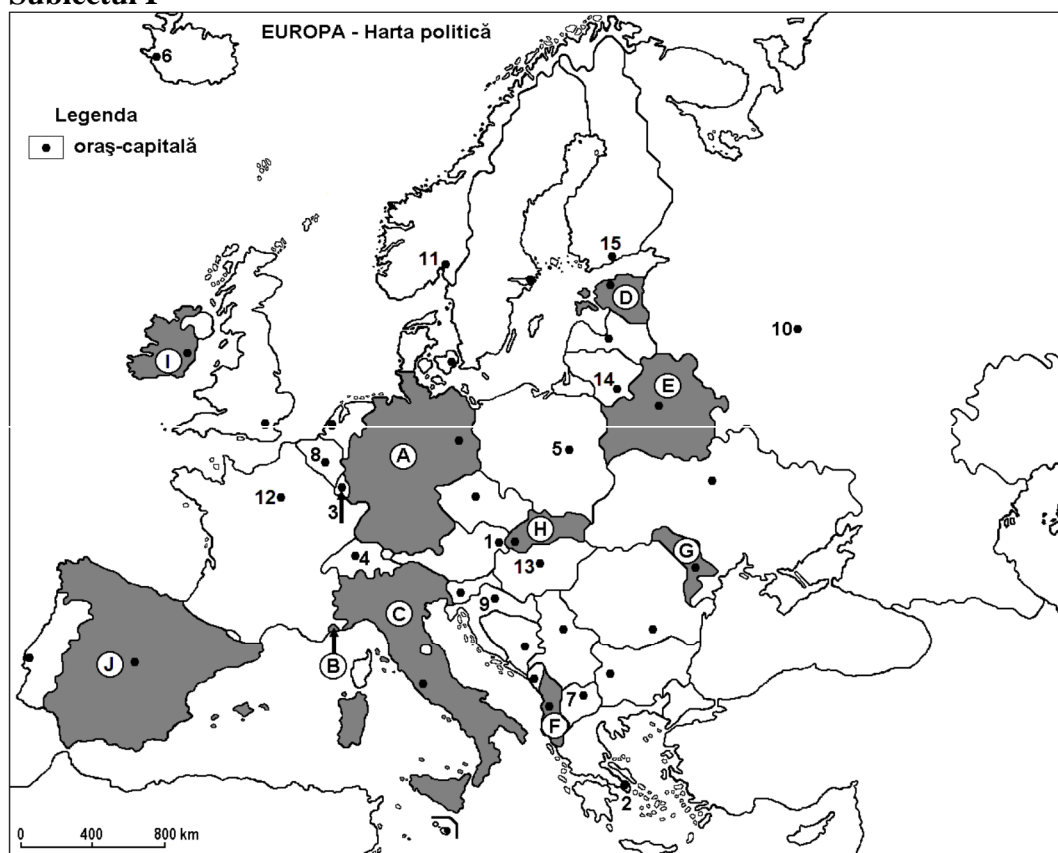 Subiectul I
EUROPA - Harta politică
6
Legenda
oraş-capitală
11
15
D
10
I
14
E
8
A
5
12
3
H
1
4
13
G
C
9
J
B
7
F
2
0 400 800 km